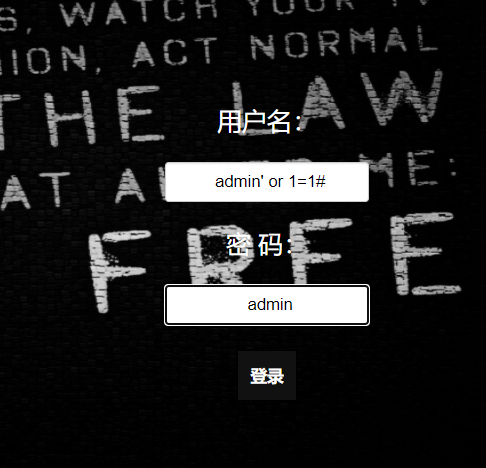 S, WATCH YOUR TV
ION, ACT NORMAL
THE LAW
用户名：
AT A ME:
admin' or 1=1#
FREE
密 码：
admin
登录